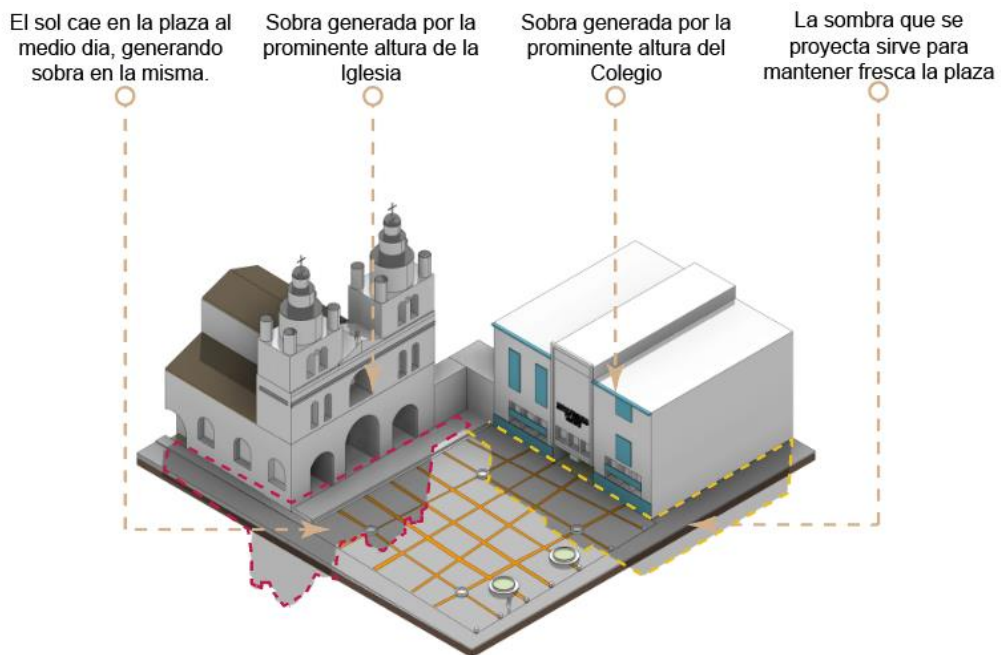 El sol cae en la plaza al
medio dia, generando
sobra en la misma.
Sobra generada por la
prominente altura de la
Iglesia
Sobra generada por la
prominente altura del
Colegio
La sombra que se
proyecta sirve para
mantener fresca la plaza